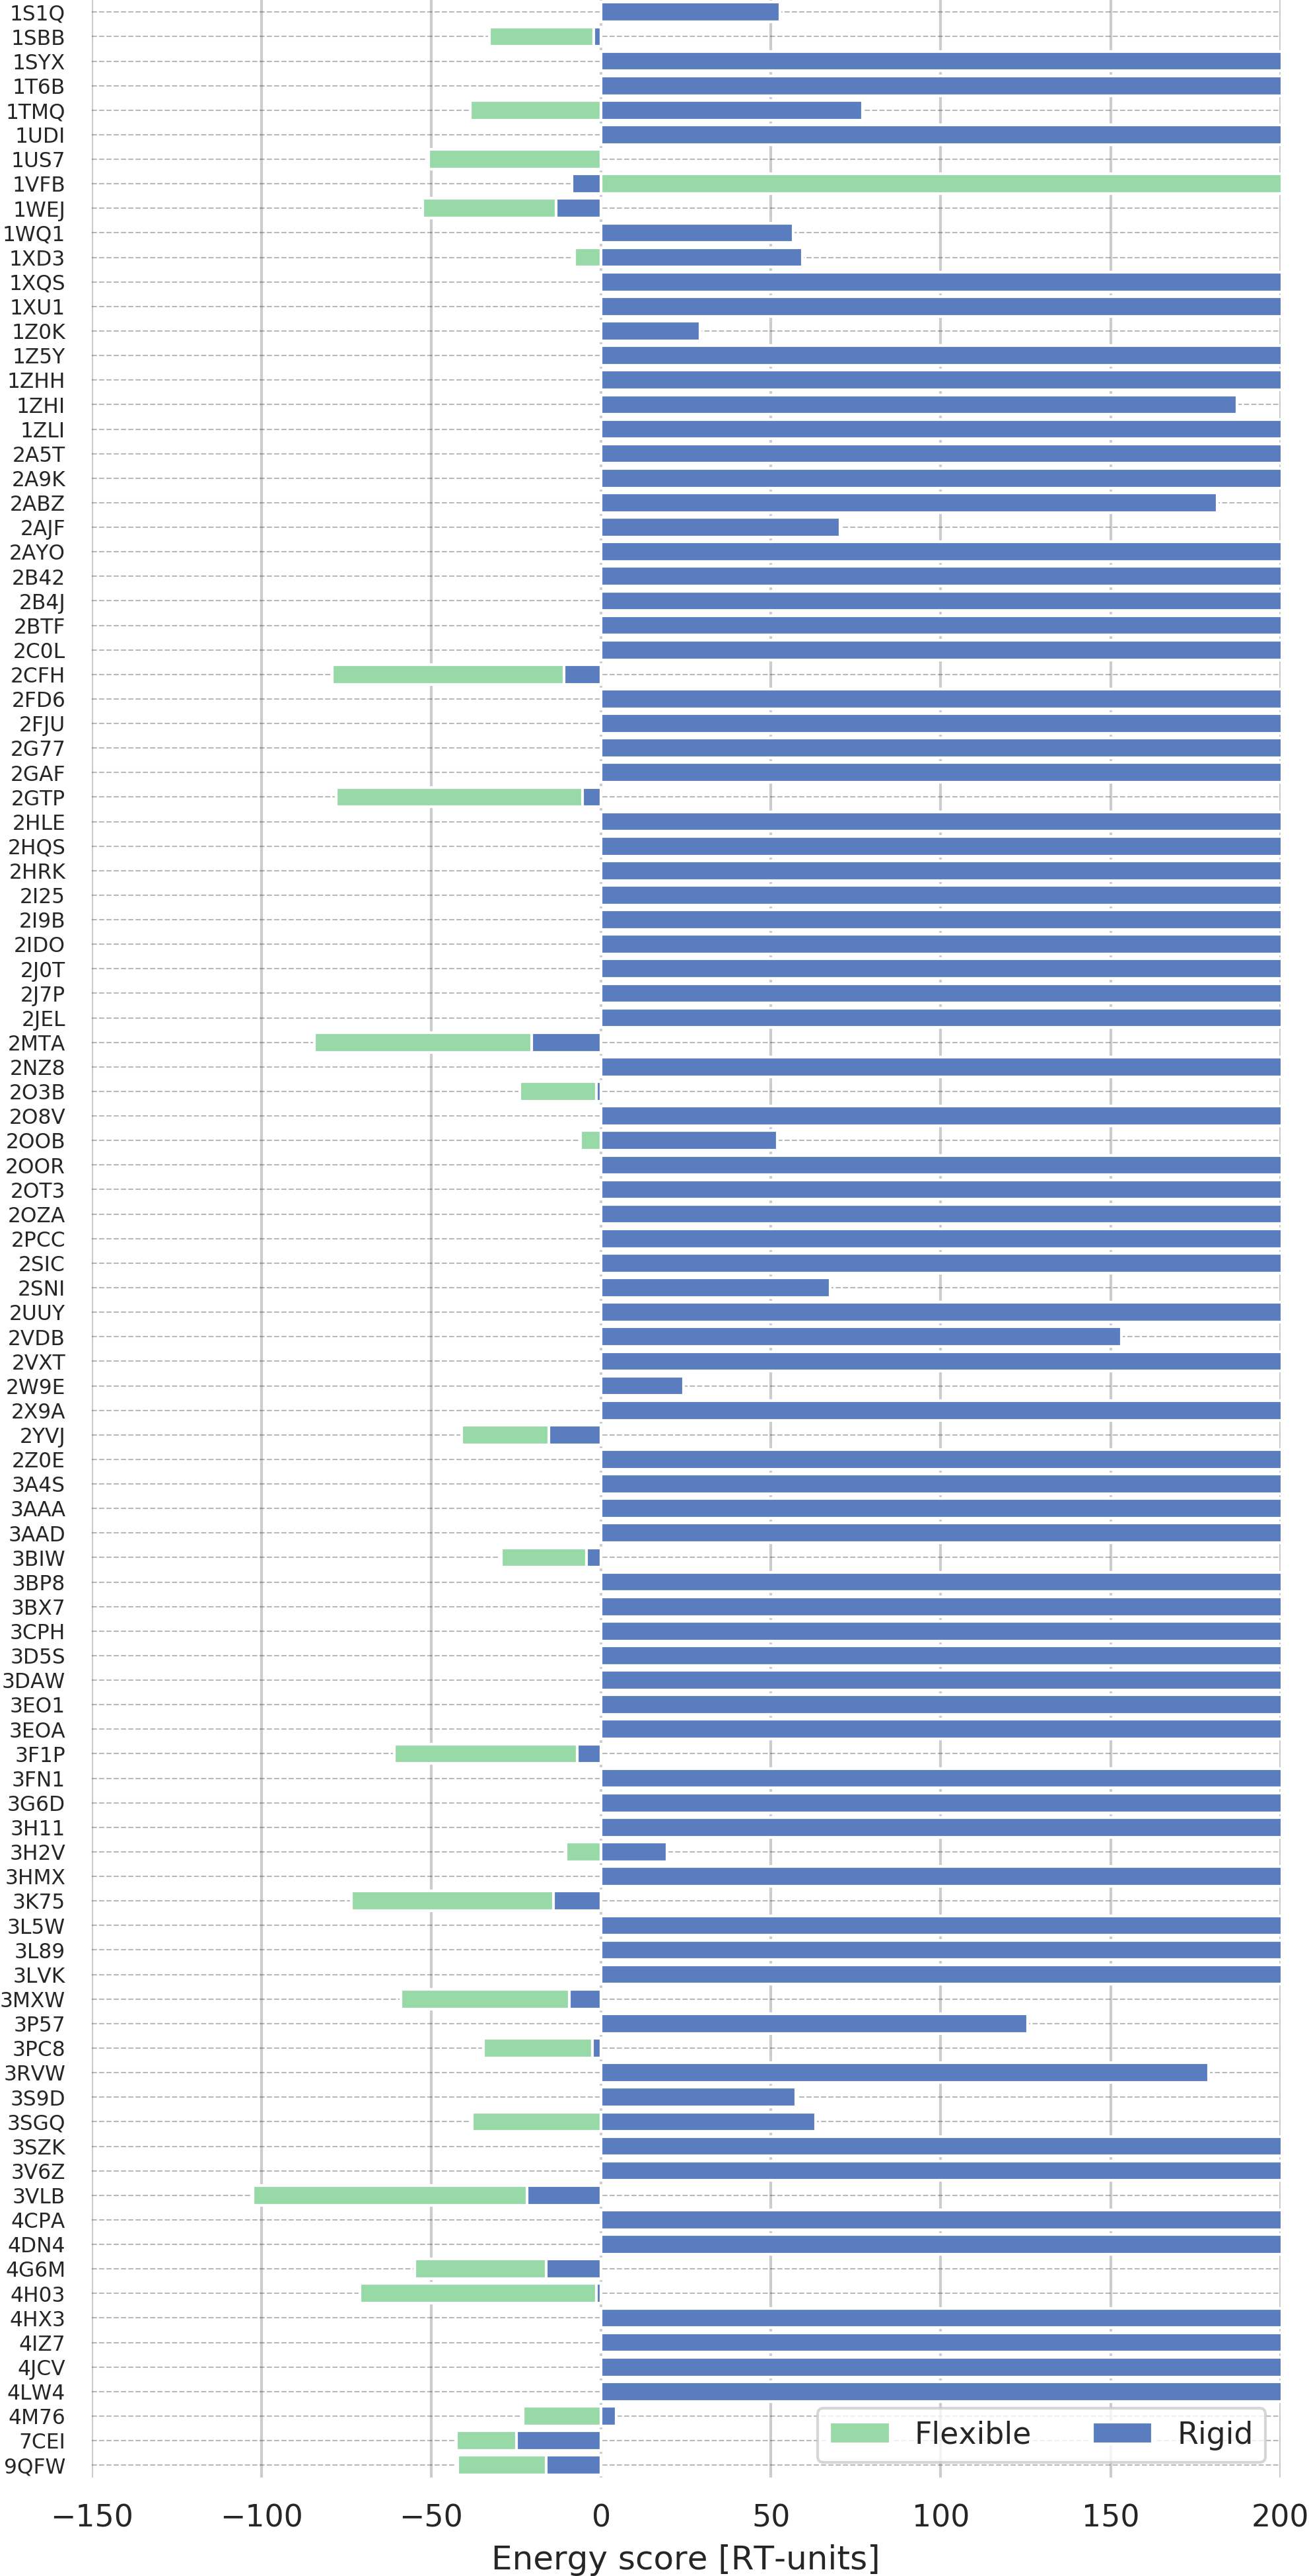 1S1Q
1SBB
1SYX
1T6B
1TMQ
1UDI
1US7
1VFB
1WEJ
1WQ1
1XD3
1XQS
1XU1
1Z0K
1Z5Y
1ZHH
1ZHI
1ZLI
2A5T
2A9K
2ABZ
2AJF
2AYO
2B42
2B4J
2BTF
2C0L
2CFH
2FD6
2FJU
2G77
2GAF
2GTP
2HLE
2HQS
2HRK
2I25
2I9B
2IDO
2J0T
2J7P
2JEL
2MTA
2NZ8
2O3B
2O8V
2OOB
2OOR
2OT3
2OZA
2PCC
2SIC
2SNI
2UUY
2VDB
2VXT
2W9E
2X9A
2YVJ
2Z0E
3A4S
3AAA
3AAD
3BIW
3BP8
3BX7
3CPH
3D5S
3DAW
3EO1
3EOA
3F1P
3FN1
3G6D
3H11
3H2V
3HMX
3K75
3L5W
3L89
3LVK
3MXW
3P57
3PC8
3RVW
3S9D
3SGQ
3SZK
3V6Z
3VLB
4CPA
4DN4
4G6M
4H03
4HX3
4IZ7
4JCV
4LW4
4M76
7CEI
9QFW
Flexible Rigid
−150 −100 −50 0 50 100 150 200
Energy score [RT-units]